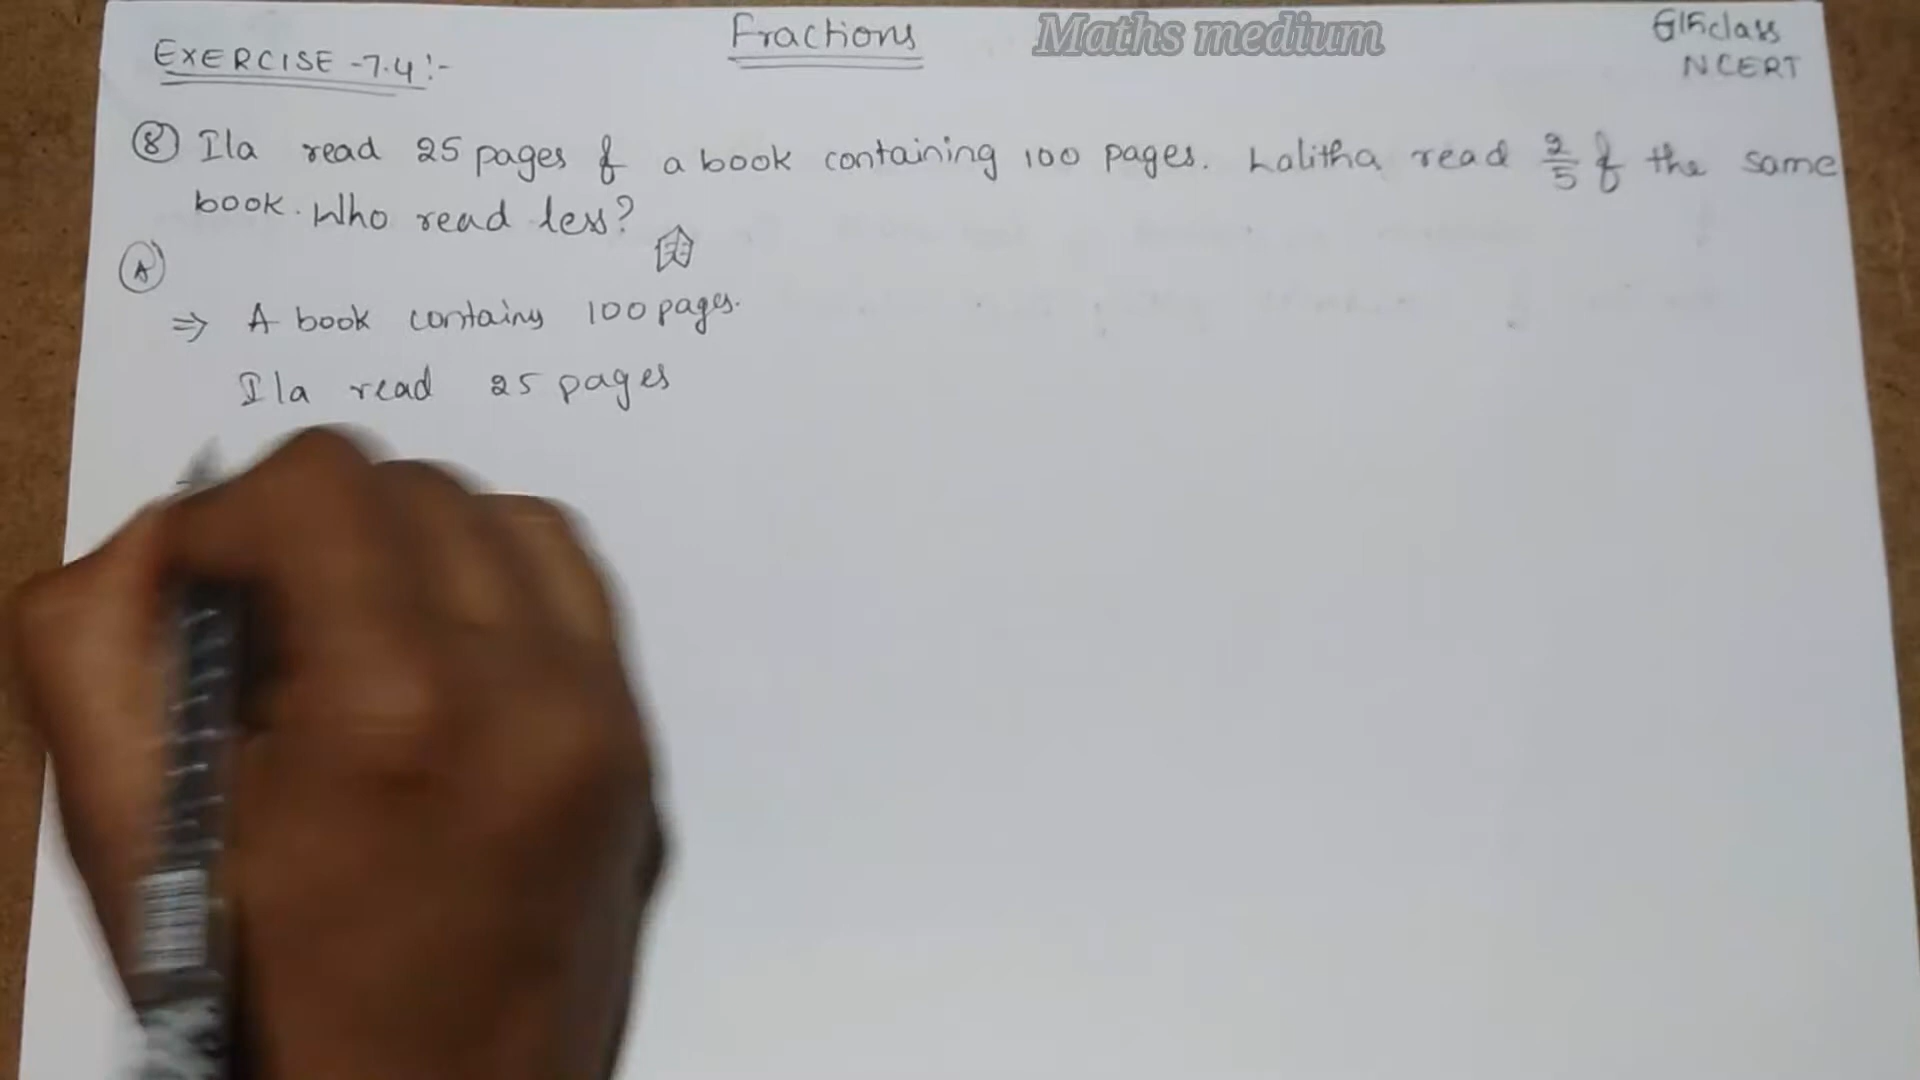 EXERCISE -7.4:-
Fractions
Maths medium
6th class
NCERT
8 Ila read 25 pages of a book containing 100 pages. Lalitha read 2/5 of the same
book. Who read less?
A
⇒ A book contains 100 pages.
Ila read 25 pages